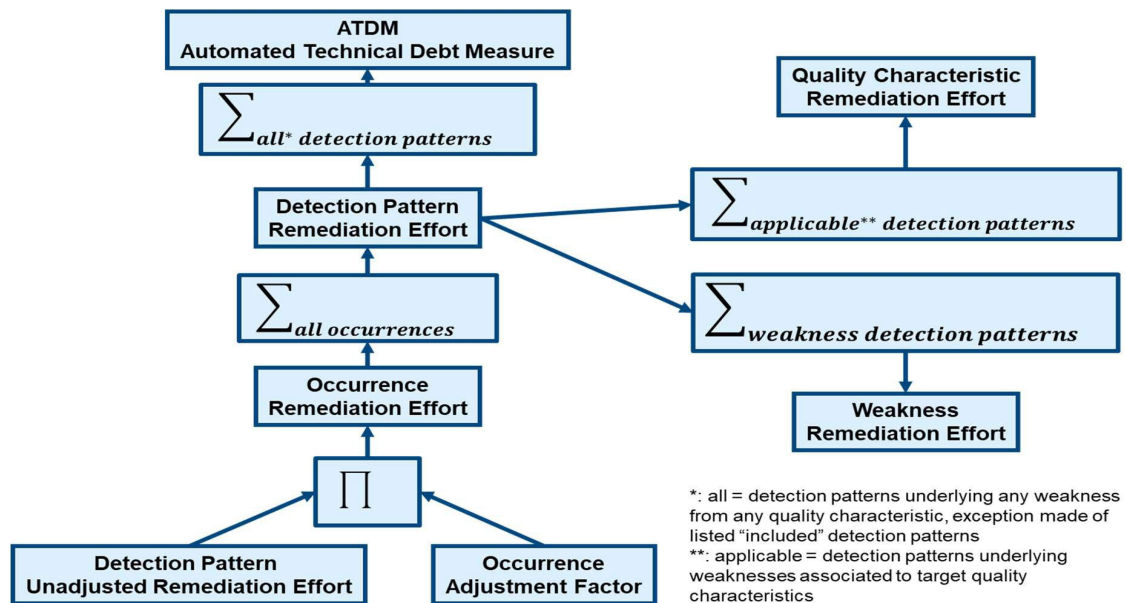 ATDM
Automated Technical Debt Measure
∑all* detection patterns
Quality Characteristic
Remediation Effort
Detection Pattern
Remediation Effort
∑applicable** detection patterns
∑all occurrences
∑weakness detection patterns
Occurrence
Remediation Effort
Weakness
Remediation Effort
∏
Detection Pattern
Unadjusted Remediation Effort
Occurrence
Adjustment Factor
*: all = detection patterns underlying any weakness
from any quality characteristic, exception made of
listed “included” detection patterns
**: applicable = detection patterns underlying
weaknesses associated to target quality
characteristics